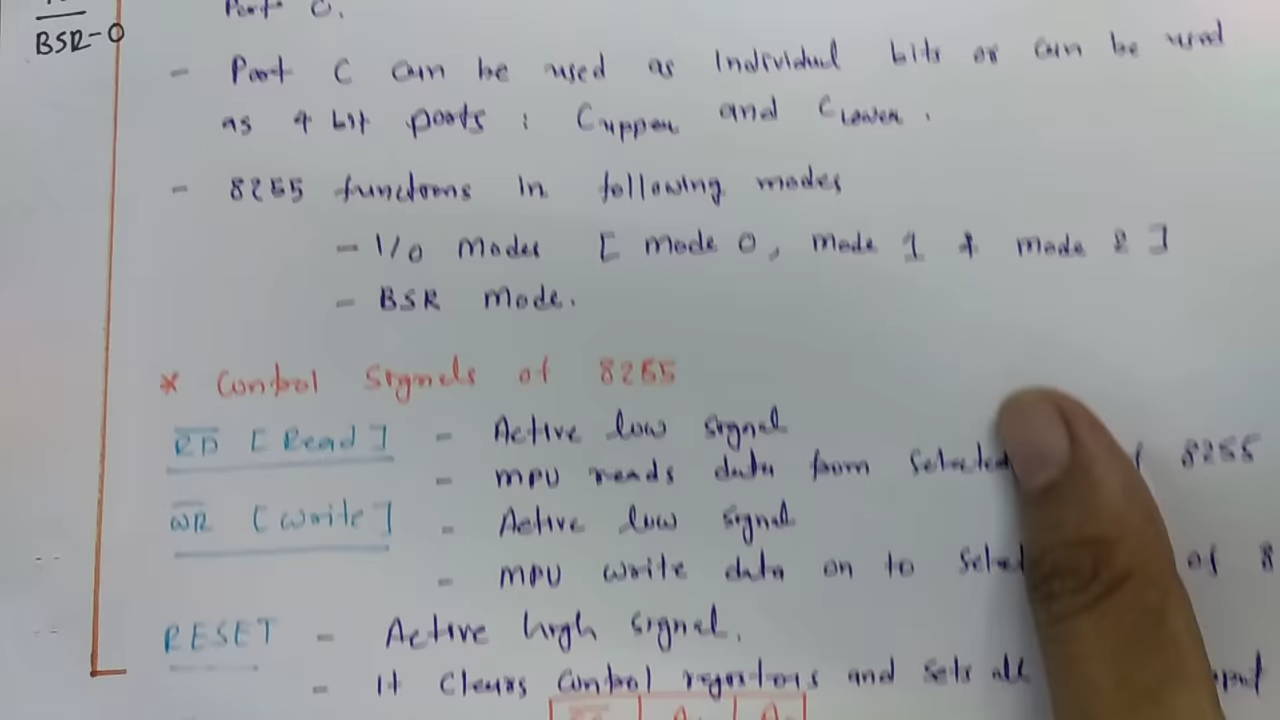 BSR-0
Port C.
- Port C can be used as Individual bits or can be used
as 4 bit ports : Cupper and Clower.
- 8255 functions in following modes
- I/O Modes [ mode 0, mode 1 & mode 2 ]
- BSR Mode.
* Control Signals of 8255
RD [Read] - Active low signal
- MPU reads data from selected 8255
WR [Write] - Active low signal
- MPU write data on to of 8
RESET - Active high signal.
- It Clears Control registors and sets all